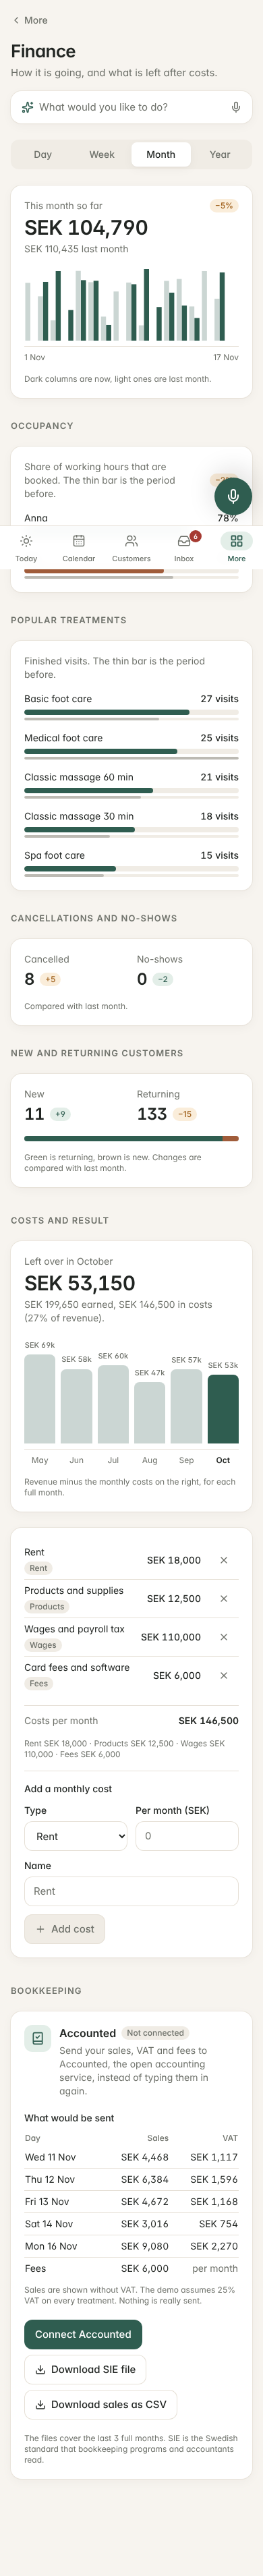 More
Finance
How it is going, and what is left after costs.
What would you like to do?
Day Week Month Year
This month so far −5%
SEK 104,790
SEK 110,435 last month
1 Nov 17 Nov
Dark columns are now, light ones are last month.
OCCUPANCY
Share of working hours that are
booked. The thin bar is the period
before.
Anna 78%
Today Calendar Customers Inbox 6 More
POPULAR TREATMENTS
Finished visits. The thin bar is the period
before.
Basic foot care 27 visits
Medical foot care 25 visits
Classic massage 60 min 21 visits
Classic massage 30 min 18 visits
Spa foot care 15 visits
CANCELLATIONS AND NO-SHOWS
Cancelled No-shows
8 +5 0 −2
Compared with last month.
NEW AND RETURNING CUSTOMERS
New Returning
11 +9 133 −15
Green is returning, brown is new. Changes are
compared with last month.
COSTS AND RESULT
Left over in October
SEK 53,150
SEK 199,650 earned, SEK 146,500 in costs
(27% of revenue).
SEK 69k SEK 58k SEK 60k SEK 47k SEK 57k SEK 53k
May Jun Jul Aug Sep Oct
Revenue minus the monthly costs on the right, for each
full month.
Rent SEK 18,000
Rent
Products and supplies SEK 12,500
Products
Wages and payroll tax SEK 110,000
Wages
Card fees and software SEK 6,000
Fees
Costs per month SEK 146,500
Rent SEK 18,000 · Products SEK 12,500 · Wages SEK
110,000 · Fees SEK 6,000
Add a monthly cost
Type Per month (SEK)
Rent 0
Name
Rent
Add cost
BOOKKEEPING
Accounted Not connected
Send your sales, VAT and fees to
Accounted, the open accounting
service, instead of typing them in
again.
What would be sent
Day Sales VAT
Wed 11 Nov SEK 4,468 SEK 1,117
Thu 12 Nov SEK 6,384 SEK 1,596
Fri 13 Nov SEK 4,672 SEK 1,168
Sat 14 Nov SEK 3,016 SEK 754
Mon 16 Nov SEK 9,080 SEK 2,270
Fees SEK 6,000 per month
Sales are shown without VAT. The demo assumes 25%
VAT on every treatment. Nothing is really sent.
Connect Accounted
Download SIE file
Download sales as CSV
The files cover the last 3 full months. SIE is the Swedish
standard that bookkeeping programs and accountants
read.